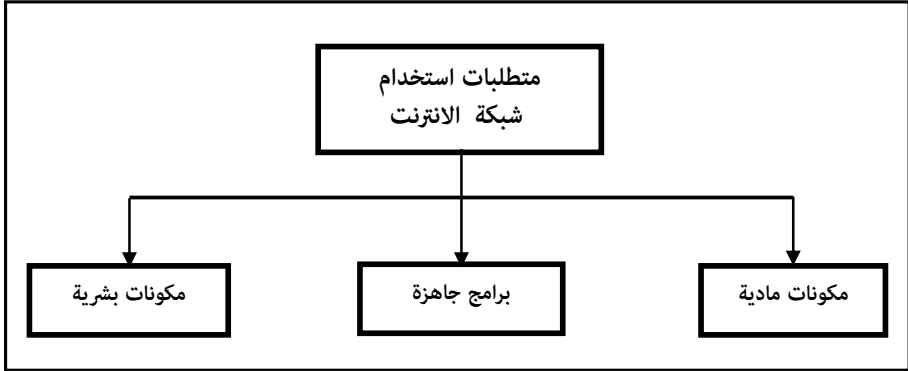 متطلبات استخدام
شبكة الانترنت
مكونات مادية
برامج جاهزة
مكونات بشرية